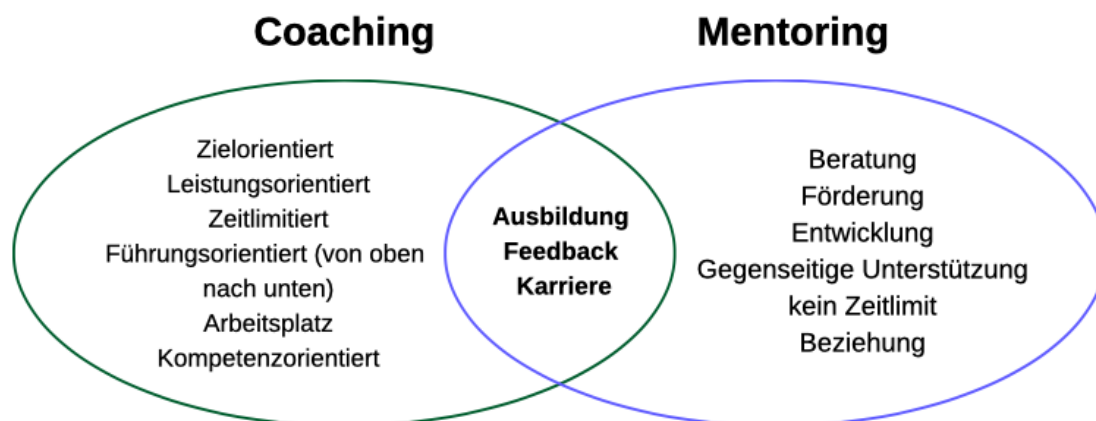 Coaching
Mentoring
Zielorientiert
Leistungsorientiert
Zeitlimitiert
Führungsorientiert (von oben
nach unten)
Arbeitsplatz
Kompetenzorientiert
Ausbildung
Feedback
Karriere
Beratung
Förderung
Entwicklung
Gegenseitige Unterstützung
kein Zeitlimit
Beziehung